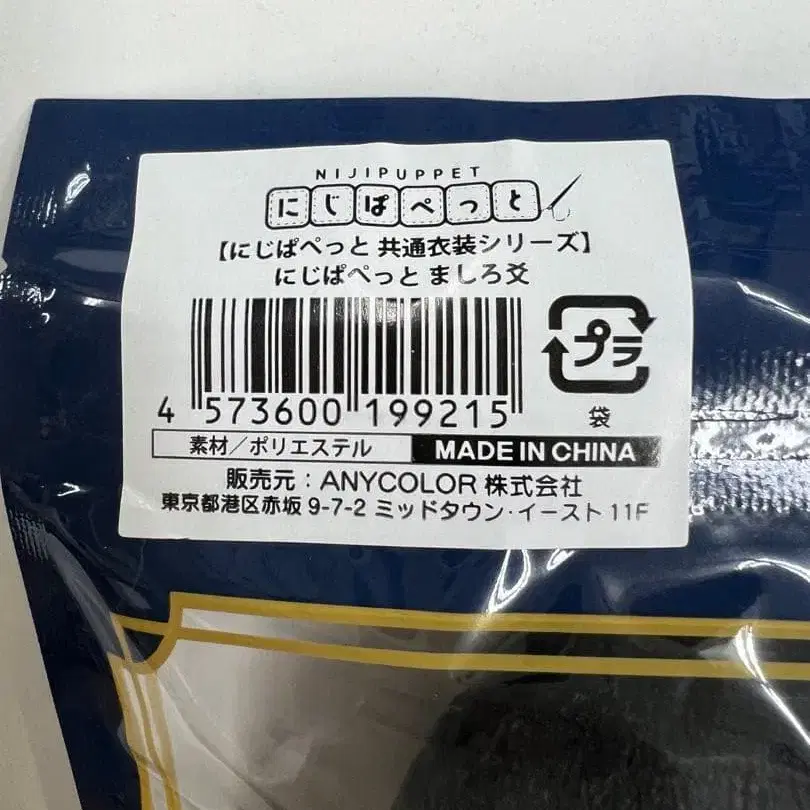 NIJIPUPPET
にじぱぺっと
【にじぱぺっと 共通衣装シリーズ】
にじぱぺっと ましろ爻
プラ
袋
4 573600 199215
素材/ポリエステル MADE IN CHINA
販売元:ANYCOLOR 株式会社
東京都港区赤坂 9-7-2 ミッドタウン・イースト 11F